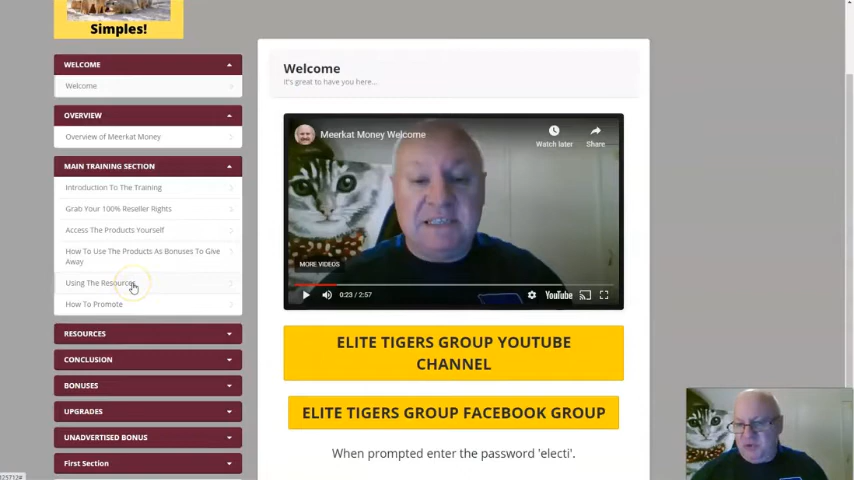 Simples!
WELCOME
Welcome
OVERVIEW
Overview of Meerkat Money
MAIN TRAINING SECTION
Introduction To The Training
Grab Your 100% Reseller Rights
Access The Products Yourself
How To Use The Products As Bonuses To Give
Away
Using The Resources
How To Promote
RESOURCES
CONCLUSION
BONUSES
UPGRADES
UNADVERTISED BONUS
First Section
Welcome
It's great to have you here...
Meerkat Money Welcome
Watch later
Share
MORE VIDEOS
0:23 / 2:57
YouTube
ELITE TIGERS GROUP YOUTUBE
CHANNEL
ELITE TIGERS GROUP FACEBOOK GROUP
When prompted enter the password 'electi'.